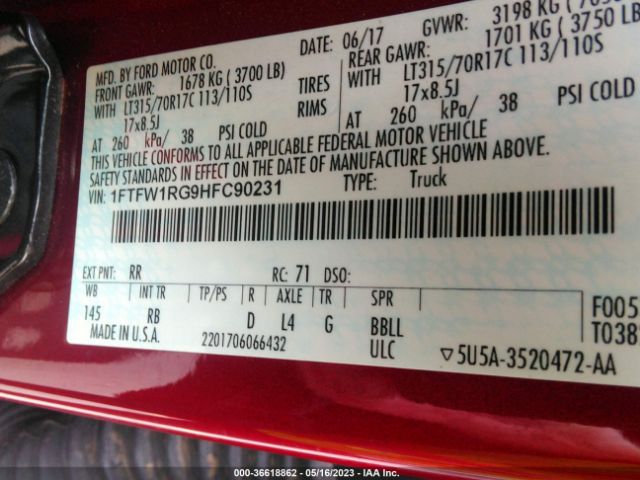 MFD. BY FORD MOTOR CO.
DATE: 06/17
GVWR: 3198 KG
FRONT GAWR: 1678 KG ( 3700 LB)
REAR GAWR: 1701 KG ( 3750 LB)
WITH LT315/70R17C 113/110S TIRES
WITH LT315/70R17C 113/110S
17x8.5J RIMS
17x8.5J
AT 260 kPa/ 38 PSI COLD
AT 260 kPa/ 38 PSI COLD
THIS VEHICLE CONFORMS TO ALL APPLICABLE FEDERAL MOTOR VEHICLE
SAFETY STANDARDS IN EFFECT ON THE DATE OF MANUFACTURE SHOWN ABOVE.
VIN: 1FTFW1RG9HFC90231
TYPE: Truck
EXT PNT: RR RC: 71 DSO:
WB INT TR TP/PS R AXLE TR SPR
145 RB D L4 G BBLL
F005
MADE IN U.S.A. 2201706066432 ULC
T038
▽5U5A-3520472-AA
000-36618862 - 05/16/2023 - IAA Inc.